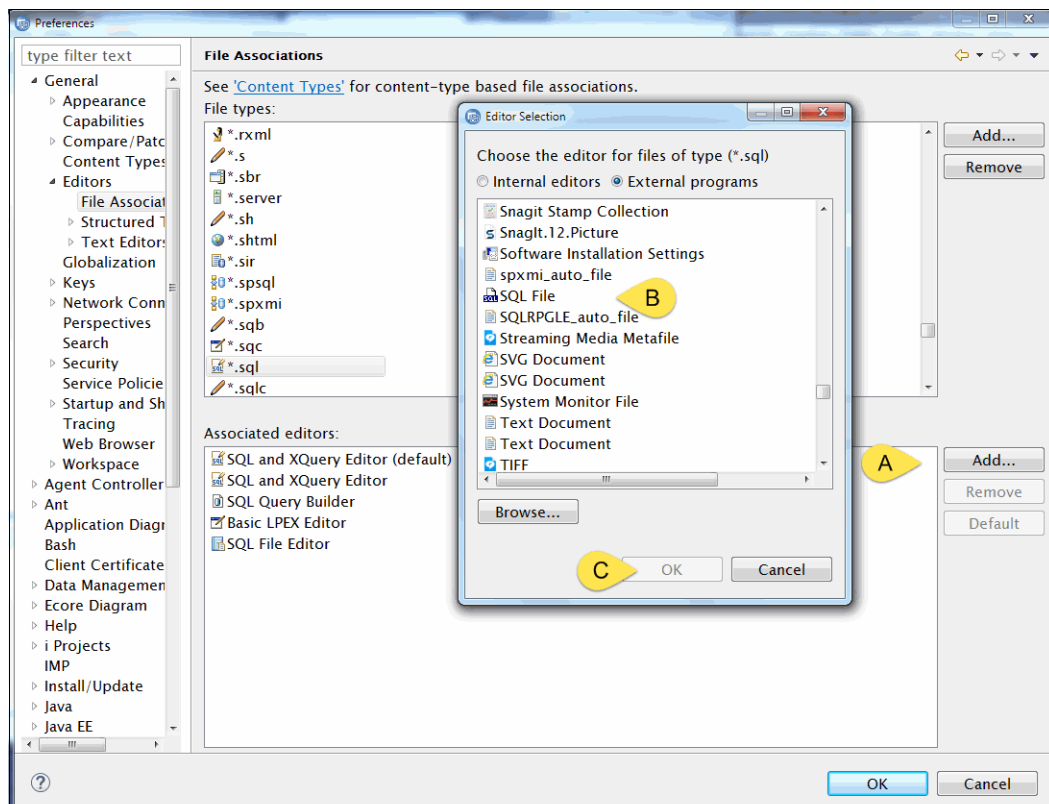 Preferences
type filter text
General
Appearance
Capabilities
Compare/Patc
Content Types
Editors
File Associat
Structured T
Text Editors
Globalization
Keys
Network Conn
Perspectives
Search
Security
Service Policie
Startup and Sh
Tracing
Web Browser
Workspace
Agent Controller
Ant
Application Diagr
Bash
Client Certificate
Data Managemen
Ecore Diagram
Help
i Projects
IMP
Install/Update
Java
Java EE
File Associations
See 'Content Types' for content-type based file associations.
File types:
*.rxml
*.s
*.sbr
*.server
*.sh
*.shtml
*.sir
*.spsql
*.spxmi
*.sqb
*.sqc
*.sql
*.sqlc
Add...
Remove
Associated editors:
SQL and XQuery Editor (default)
SQL and XQuery Editor
SQL Query Builder
Basic LPEX Editor
SQL File Editor
A
Add...
Remove
Default
Editor Selection
Choose the editor for files of type (*.sql)
Internal editors External programs
Snagit Stamp Collection
SnagIt.12.Picture
Software Installation Settings
spxmi_auto_file
SQL File
B
SQLRPGLE_auto_file
Streaming Media Metafile
SVG Document
SVG Document
System Monitor File
Text Document
Text Document
TIFF
Browse...
C
OK Cancel
OK Cancel